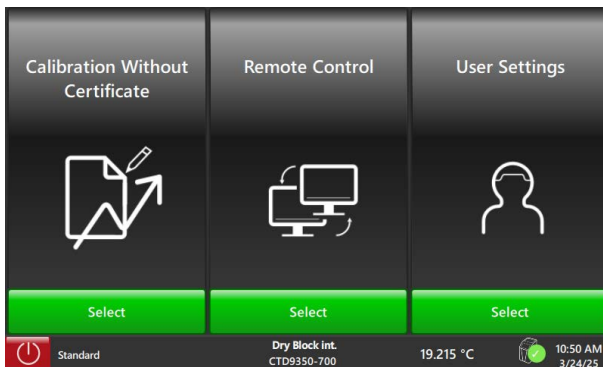 Calibration Without
Certificate
Remote Control
User Settings
Select
Select
Select
Standard
Dry Block int.
CTD9350-700
19.215 °C
10:50 AM
3/24/25